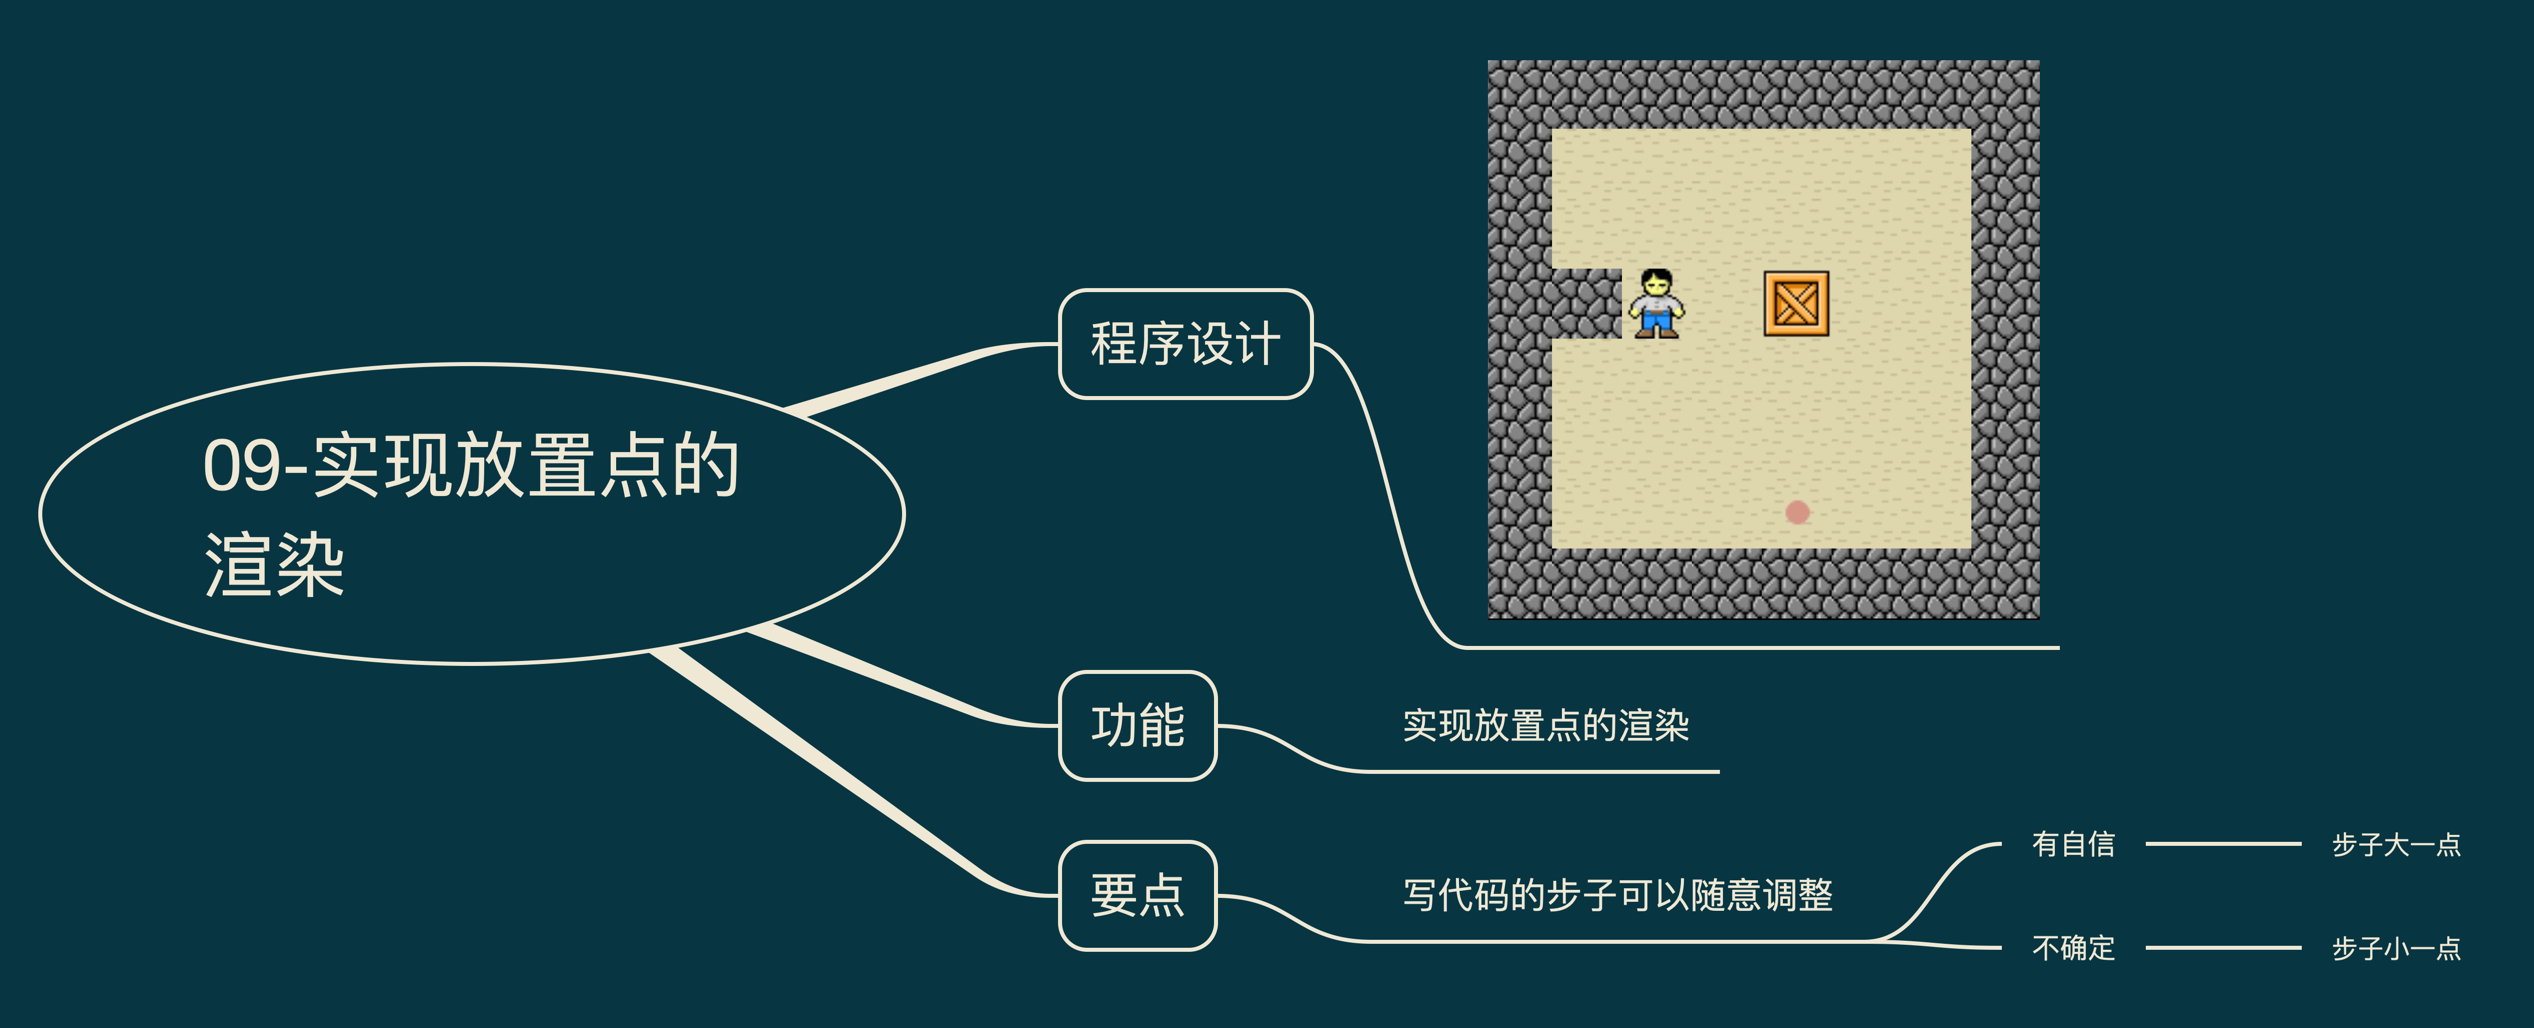 09-实现放置点的
渲染
程序设计
功能
实现放置点的渲染
要点
写代码的步子可以随意调整
有自信
步子大一点
不确定
步子小一点